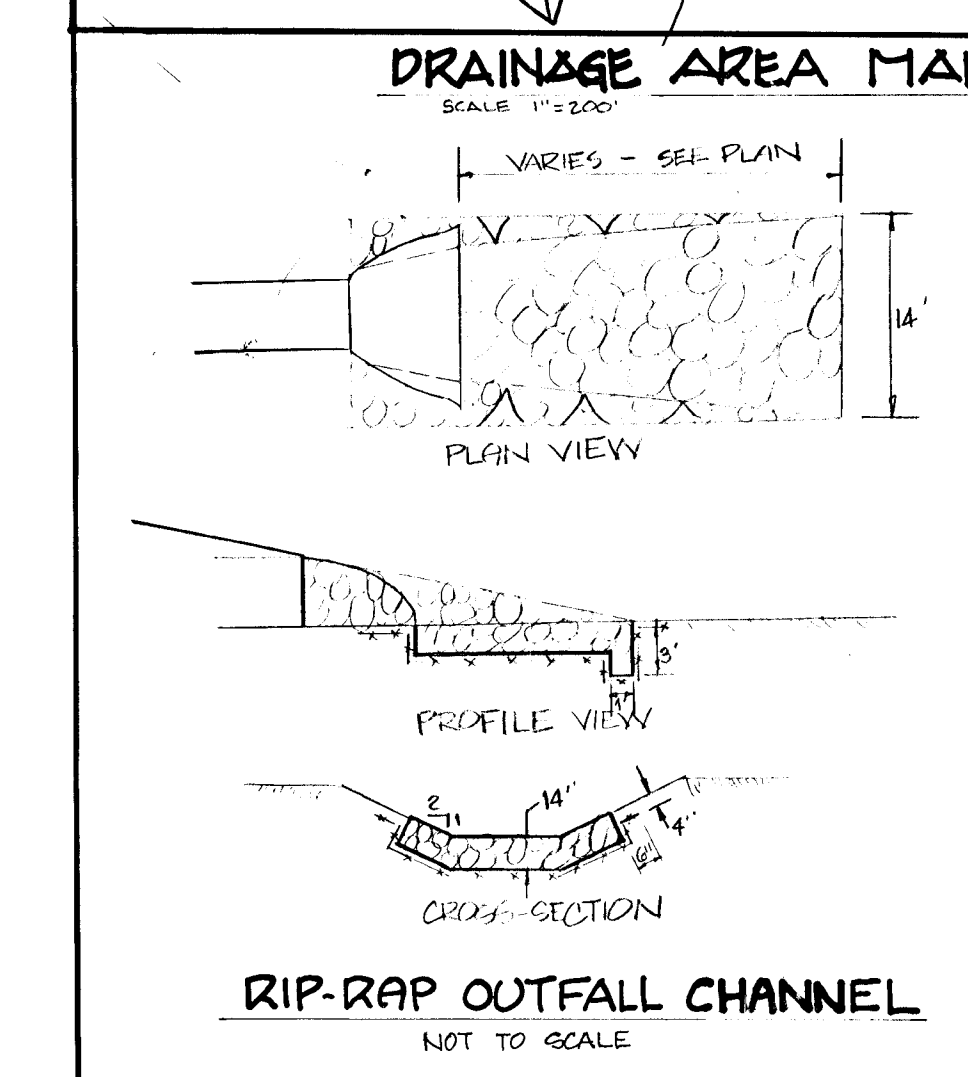 DRAINAGE AREA MA
SCALE 1"=200'
VARIES - SEE PLAN
14'
PLAN VIEW
3'
1'
PROFILE VIEW
2
1
14"
4"
6"
CROSS-SECTION
RIP-RAP OUTFALL CHANNEL
NOT TO SCALE